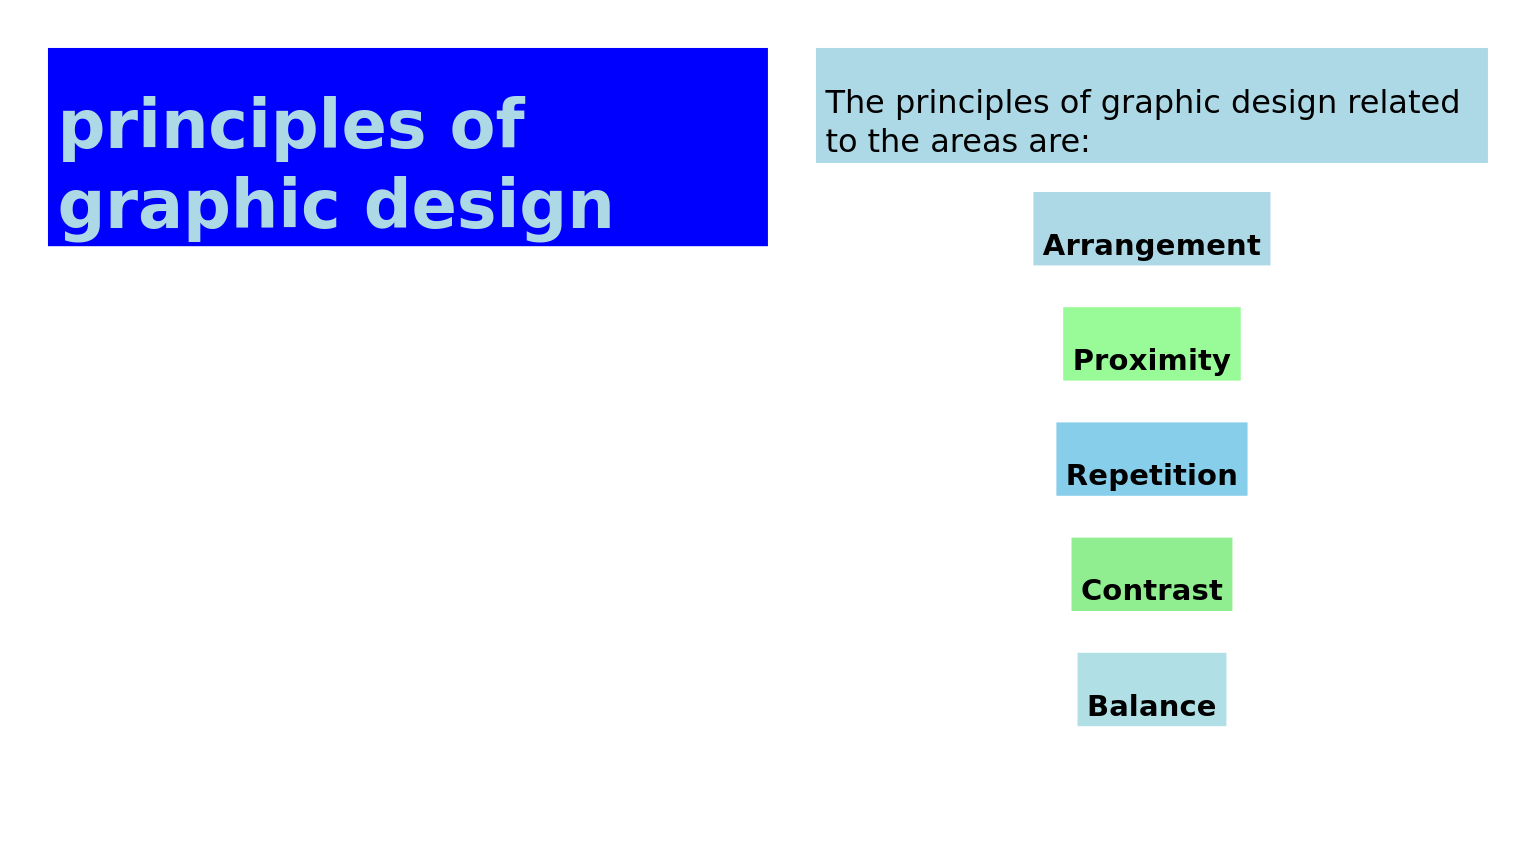 principles of
graphic design
The principles of graphic design related
to the areas are:
Arrangement
Proximity
Repetition
Contrast
Balance